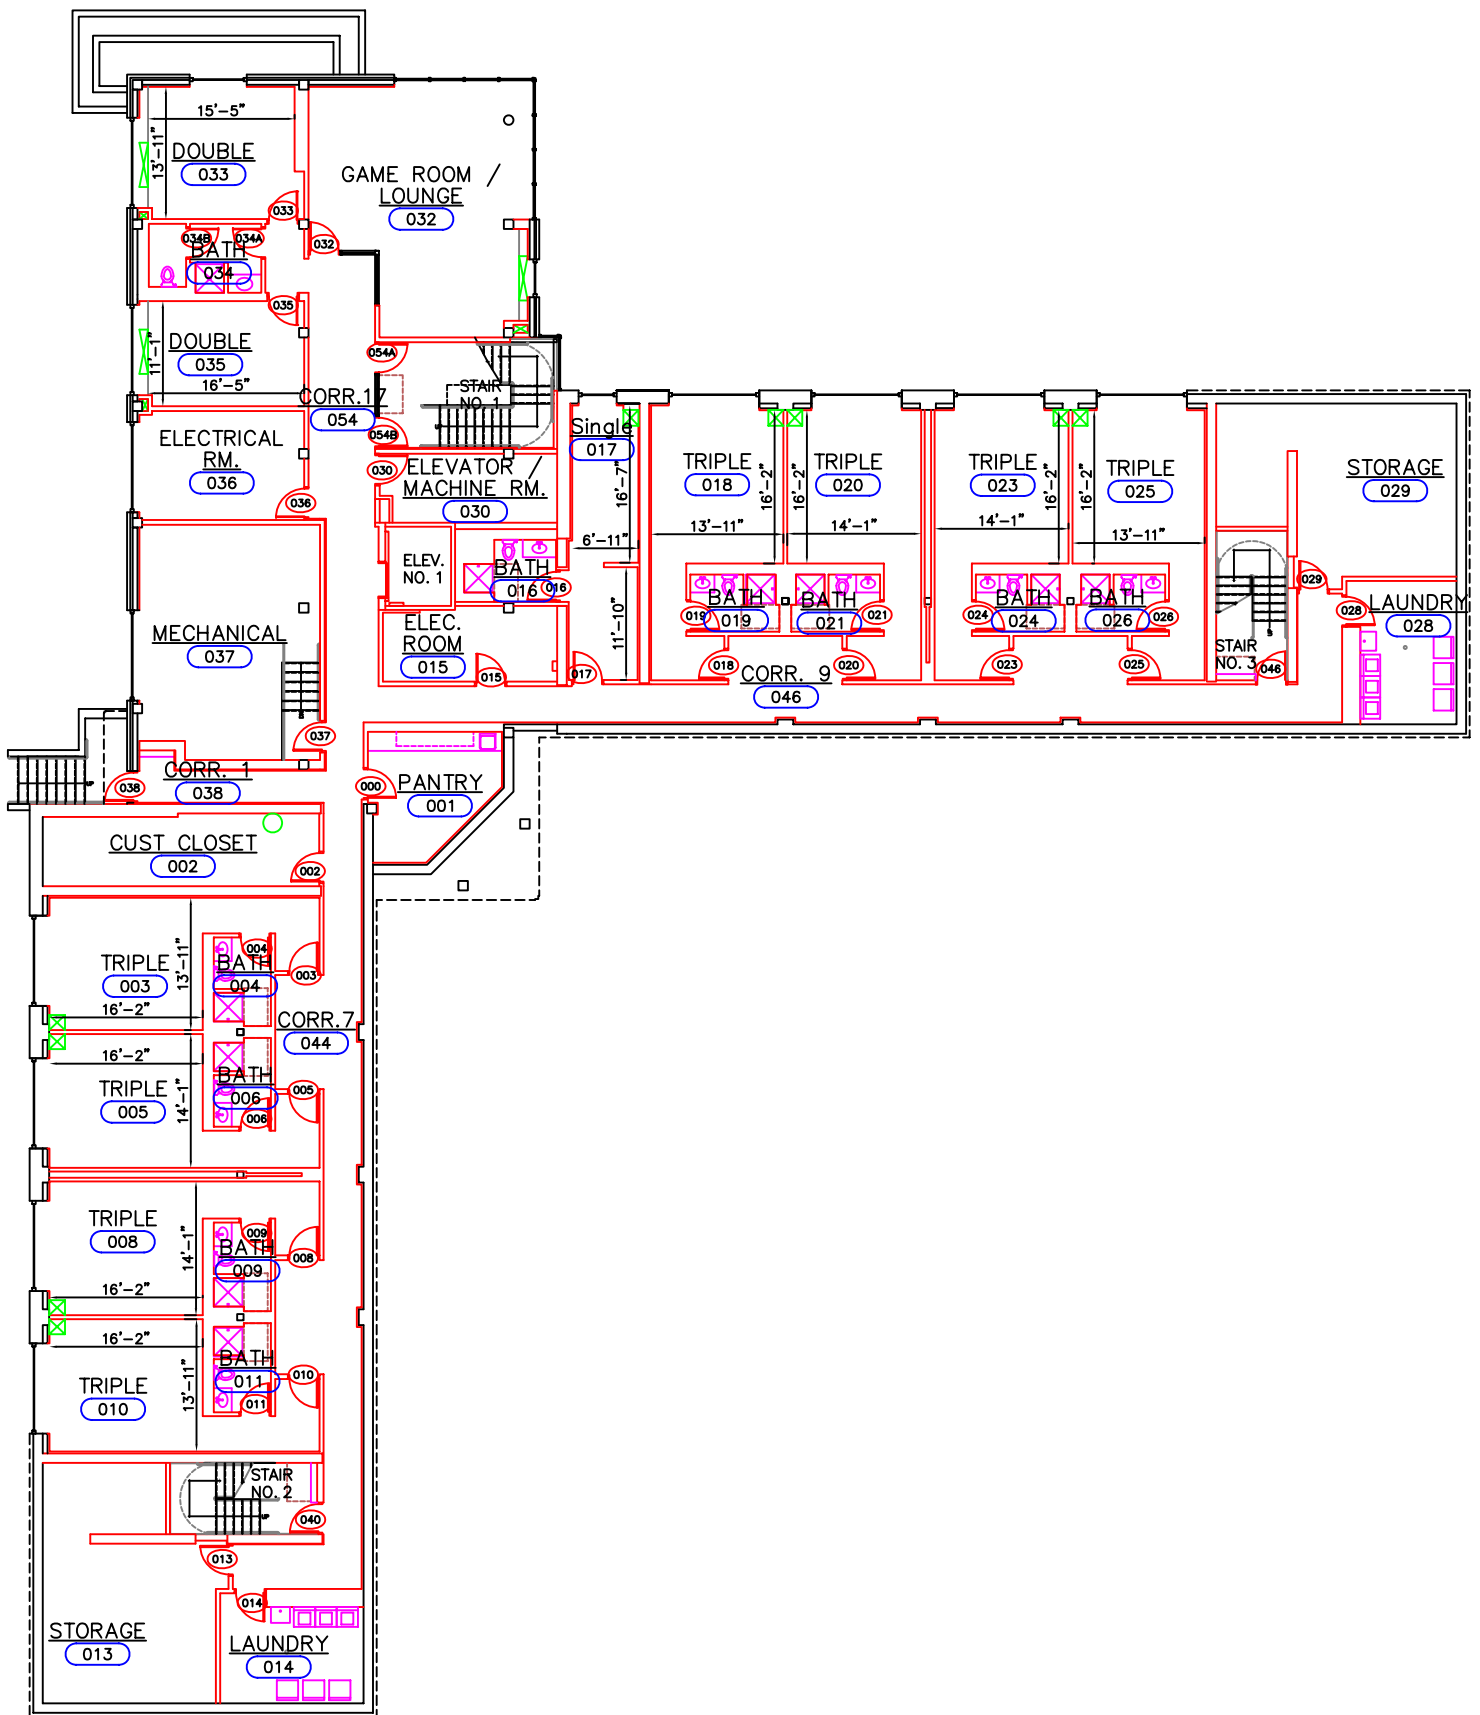 15'-5"
13'-11"
DOUBLE
033
033
GAME ROOM /
LOUNGE
032
032
034B
034A
BATH
034
035
DOUBLE
035
11'-1"
16'-5"
054A
STAIR
NO. 1
CORR.17
054
054B
ELECTRICAL
RM.
036
036
030
ELEVATOR /
MACHINE RM.
030
Single
017
16'-7"
6'-11"
11'-10"
017
TRIPLE
018
16'-2"
13'-11"
TRIPLE
020
16'-2"
14'-1"
TRIPLE
023
16'-2"
14'-1"
TRIPLE
025
16'-2"
13'-11"
STORAGE
029
029
ELEV.
NO. 1
BATH
016
016
ELEC.
ROOM
015
015
MECHANICAL
037
037
UP
019
BATH
019
BATH
021
021
024
BATH
024
BATH
026
026
018
020
023
025
CORR. 9
046
STAIR
NO. 3
046
UP
028
LAUNDRY
028
CORR. 1
038
038
UP
000
PANTRY
001
CUST CLOSET
002
002
TRIPLE
003
13'-11"
16'-2"
004
BATH
004
003
CORR.7
044
16'-2"
TRIPLE
005
14'-1"
BATH
006
006
005
TRIPLE
008
14'-1"
16'-2"
009
BATH
009
008
16'-2"
TRIPLE
010
13'-11"
BATH
011
011
010
STAIR
NO. 2
UP
040
013
014
STORAGE
013
LAUNDRY
014